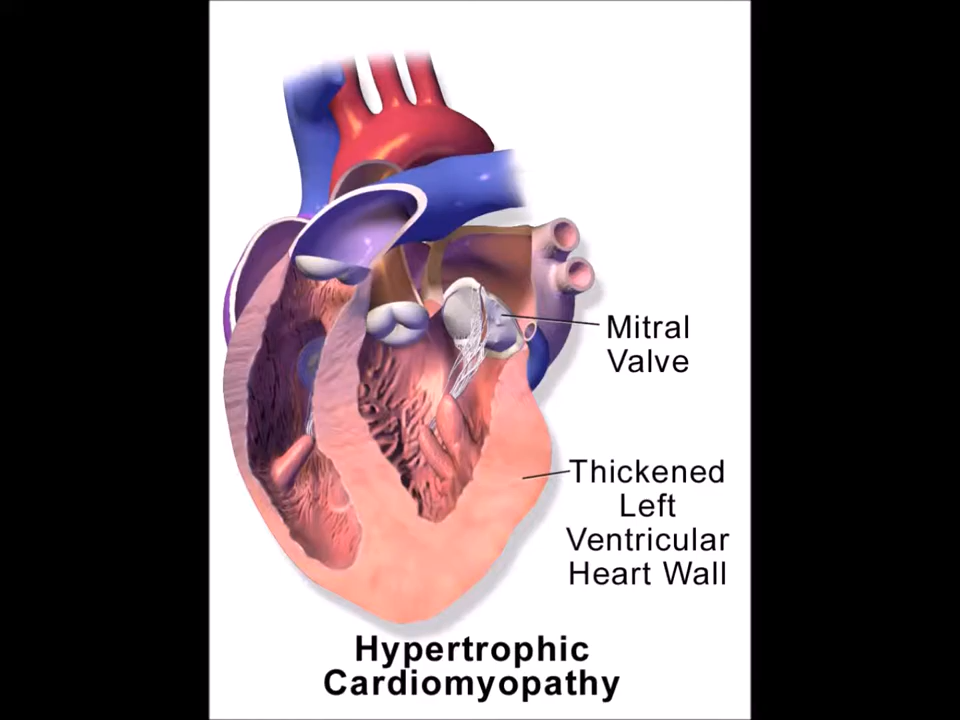 Mitral
Valve
Thickened
Left
Ventricular
Heart Wall
Hypertrophic
Cardiomyopathy